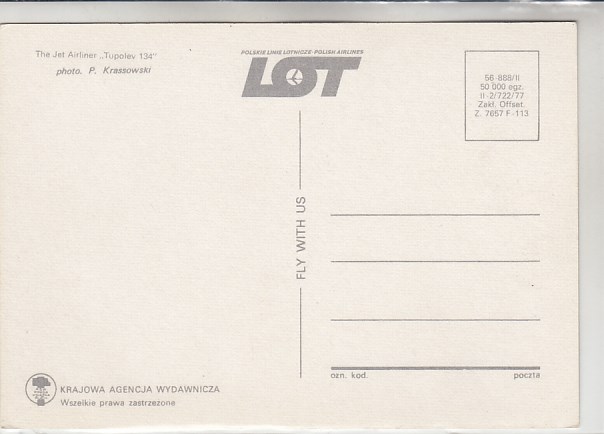 The Jet Airliner „Tupolev 134"
photo. P. Krassowski
POLSKIE LINIE LOTNICZE·POLISH AIRLINES
LOT
56-888/II
50 000 egz.
II-2/722/77
Zakł. Offset.
Z. 7657 F-113
FLY WITH US
ozn. kod.
poczta
KRAJOWA AGENCJA WYDAWNICZA
Wszelkie prawa zastrzeżone